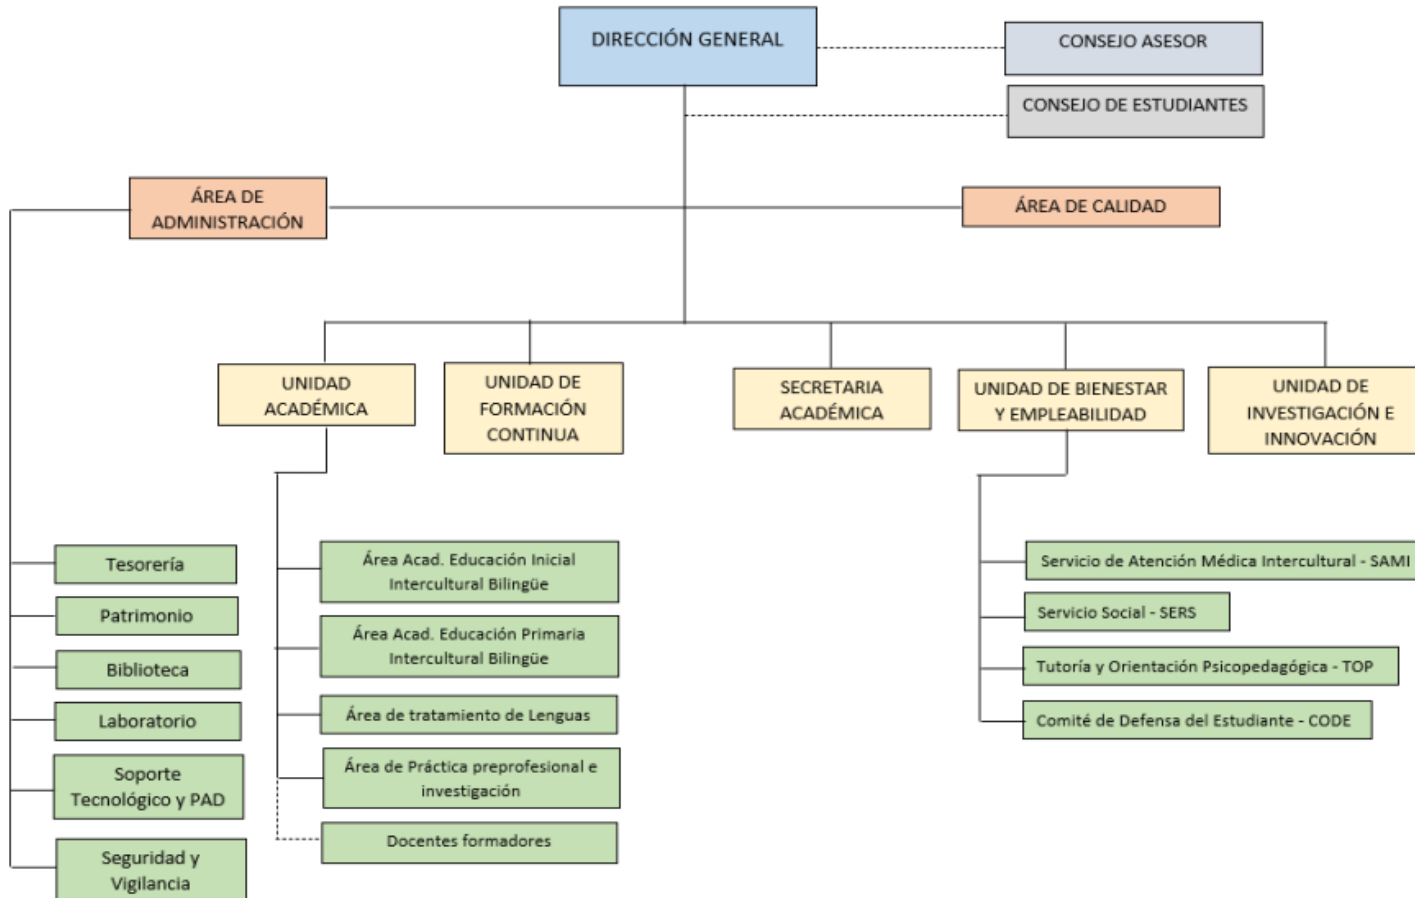 DIRECCIÓN GENERAL
CONSEJO ASESOR
CONSEJO DE ESTUDIANTES
ÁREA DE
ADMINISTRACIÓN
ÁREA DE CALIDAD
UNIDAD
ACADÉMICA
UNIDAD DE
FORMACIÓN
CONTINUA
SECRETARIA
ACADÉMICA
UNIDAD DE BIENESTAR
Y EMPLEABILIDAD
UNIDAD DE
INVESTIGACIÓN E
INNOVACIÓN
Tesorería
Patrimonio
Biblioteca
Laboratorio
Soporte
Tecnológico y PAD
Seguridad y
Vigilancia
Área Acad. Educación Inicial
Intercultural Bilingüe
Área Acad. Educación Primaria
Intercultural Bilingüe
Área de tratamiento de Lenguas
Área de Práctica preprofesional e
investigación
Docentes formadores
Servicio de Atención Médica Intercultural - SAMI
Servicio Social - SERS
Tutoría y Orientación Psicopedagógica - TOP
Comité de Defensa del Estudiante - CODE